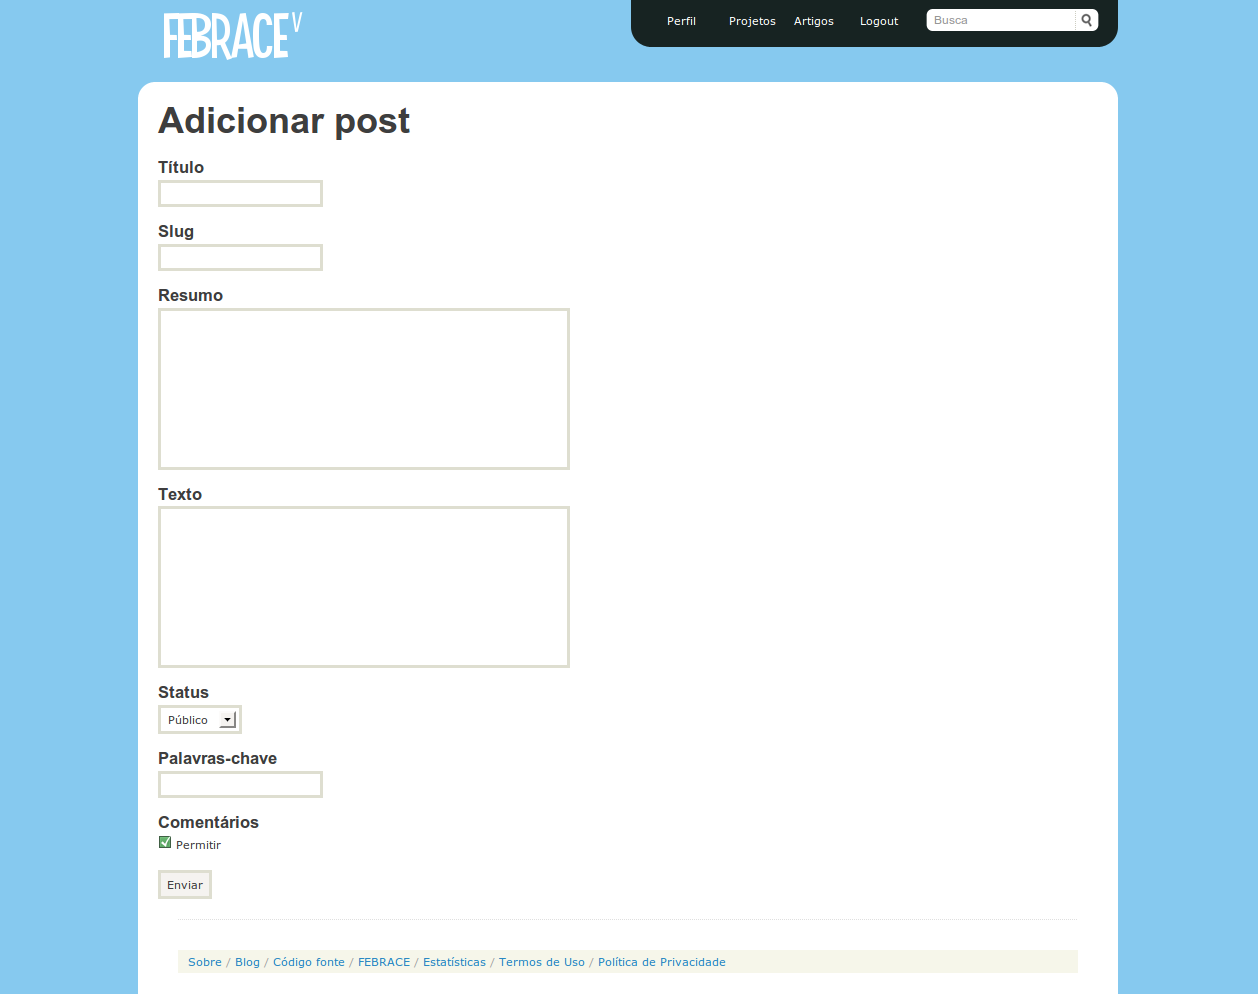 FEBRACE V
Perfil Projetos Artigos Logout Busca
Adicionar post
Título
Slug
Resumo
Texto
Status
Público
Palavras-chave
Comentários
Permitir
Enviar
Sobre / Blog / Código fonte / FEBRACE / Estatísticas / Termos de Uso / Política de Privacidade